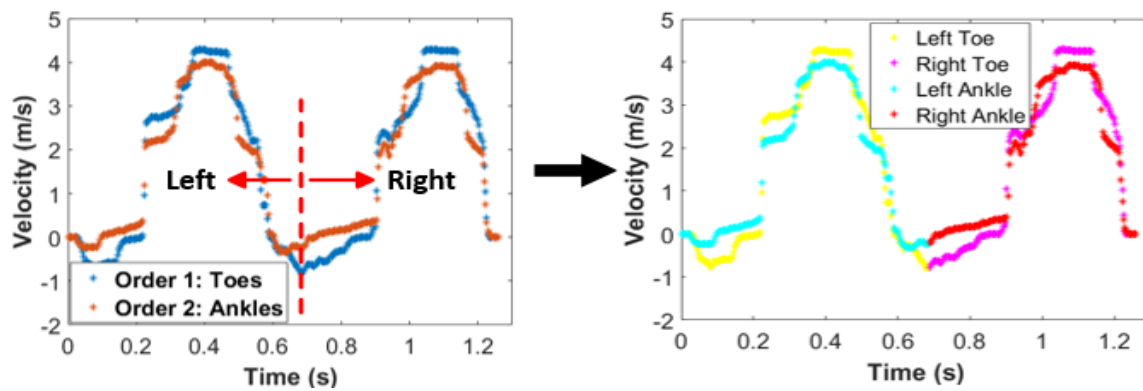 5
4
3
2
1
0
-1
-2
Velocity (m/s)
Left
Right
Order 1: Toes
Order 2: Ankles
0
0.2
0.4
0.6
0.8
1
1.2
Time (s)
5
4
3
2
1
0
-1
-2
Velocity (m/s)
Left Toe
Right Toe
Left Ankle
Right Ankle
0
0.2
0.4
0.6
0.8
1
1.2
Time (s)